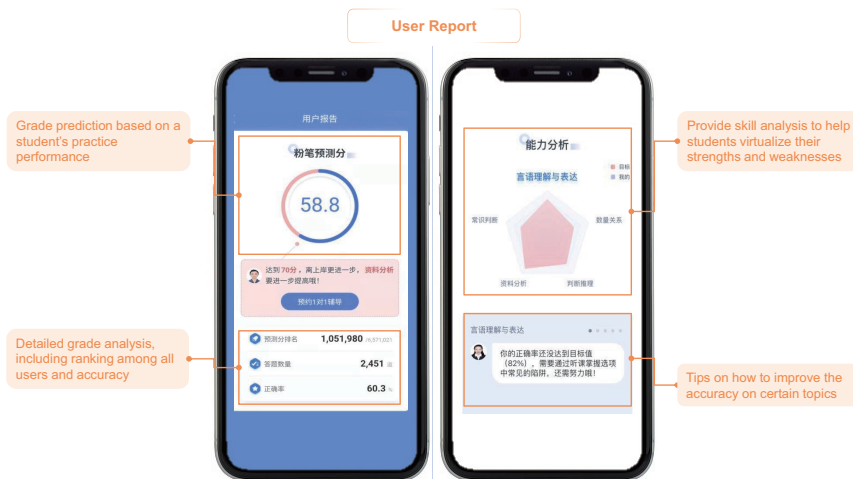 User Report
Grade prediction based on a
student's practice
performance
Detailed grade analysis,
including ranking among all
users and accuracy
用户报告
粉笔预测分
58.8
达到70分，离上岸更进一步，资料分析
要进一步提高哦！
预约1对1辅导
预测分排名 1,051,980
答题数量 2,451 道
正确率 60.3 %
能力分析
目标
我的
言语理解与表达
常识判断
数量关系
资料分析
判断推理
言语理解与表达
你的正确率还没达到目标值
（82%），需要通过听课掌握选项
中常见的陷阱，还需努力哦！
Provide skill analysis to help
students virtualize their
strengths and weaknesses
Tips on how to improve the
accuracy on certain topics